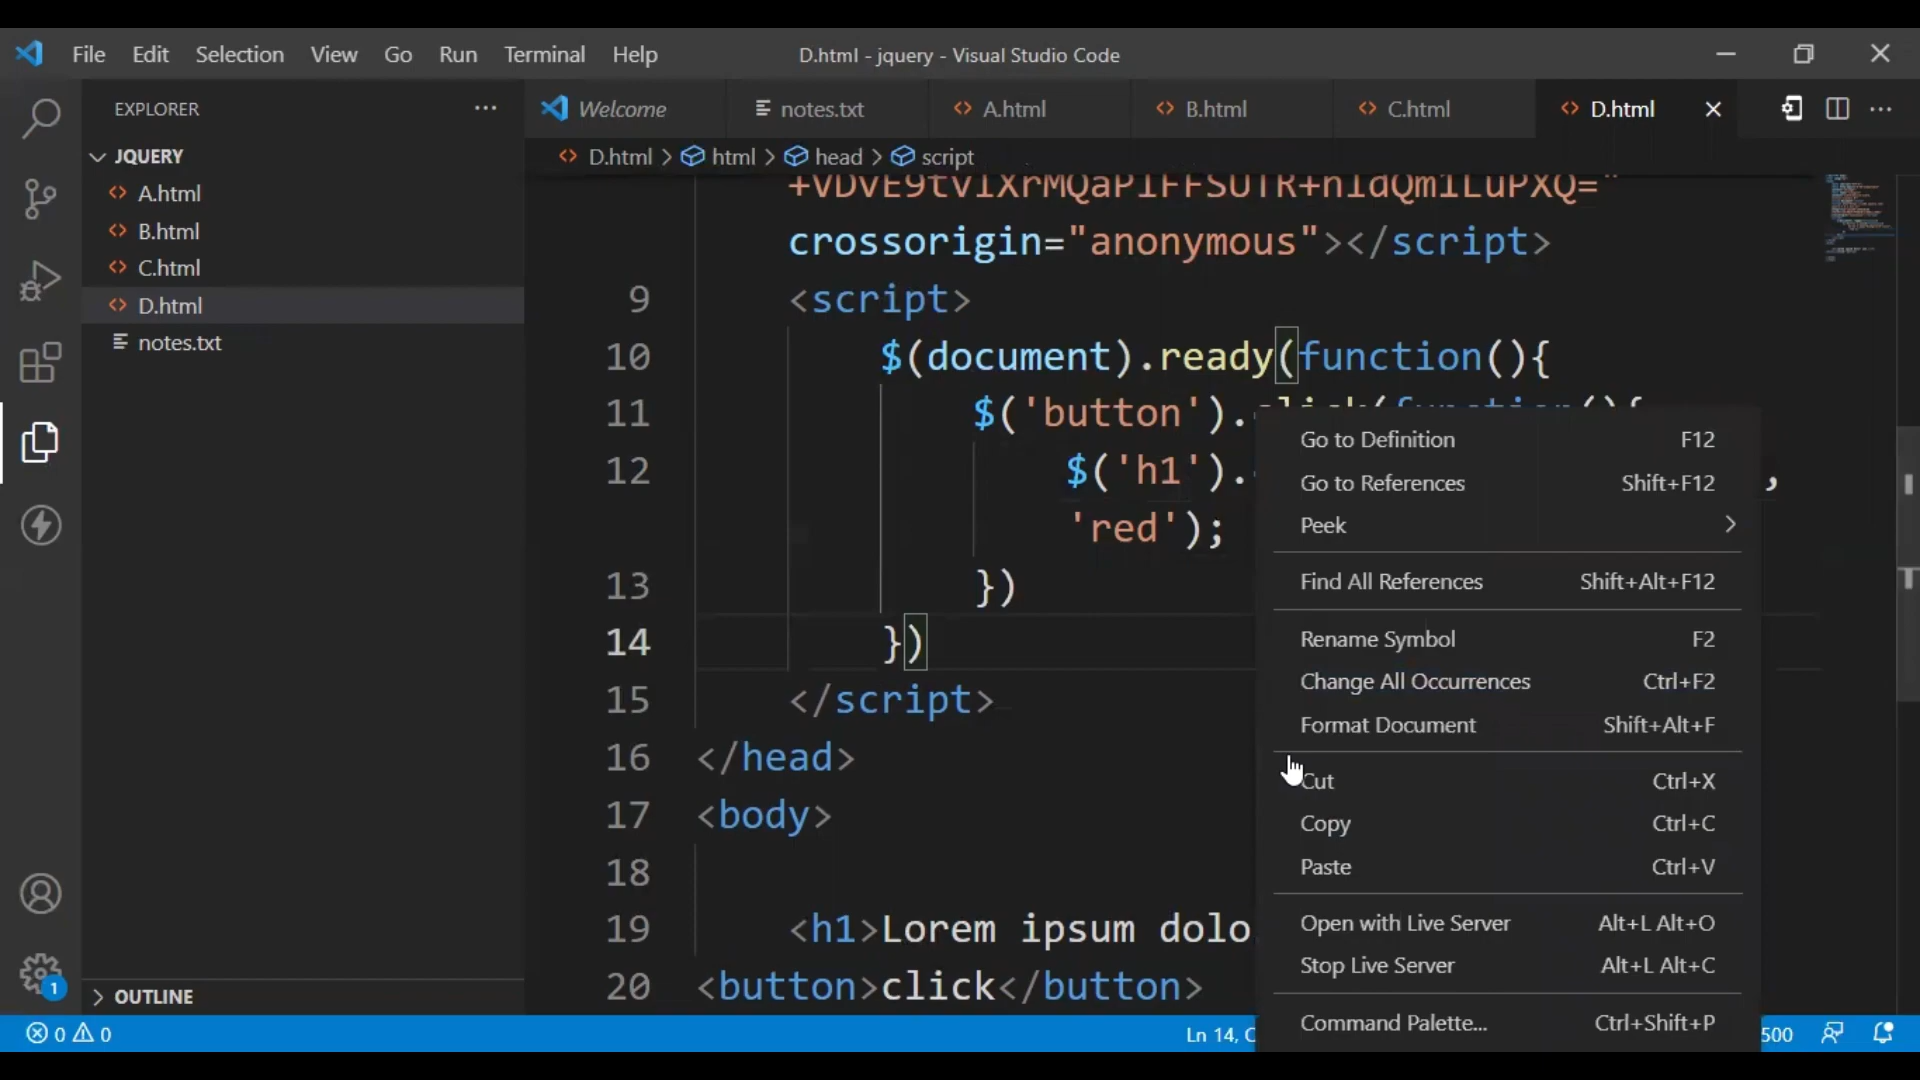 File Edit Selection View Go Run Terminal Help D.html - jquery - Visual Studio Code
EXPLORER
Welcome notes.txt A.html B.html C.html D.html
JQUERY
A.html
B.html
C.html
D.html
notes.txt
OUTLINE
D.html > html > head > script
crossorigin="anonymous"></script>
9 <script>
10 $(document).ready(function(){
11 $('button').click(function(){
12 $('h1').
,
'red');
13 })
14 })
15 </script>
16 </head>
17 <body>
18
19 <h1>Lorem ipsum dolo
20 <button>click</button>
Go to Definition F12
Go to References Shift+F12
Peek
Find All References Shift+Alt+F12
Rename Symbol F2
Change All Occurrences Ctrl+F2
Format Document Shift+Alt+F
Cut Ctrl+X
Copy Ctrl+C
Paste Ctrl+V
Open with Live Server Alt+L Alt+O
Stop Live Server Alt+L Alt+C
Command Palette... Ctrl+Shift+P
1
0 0 Ln 14, C 500